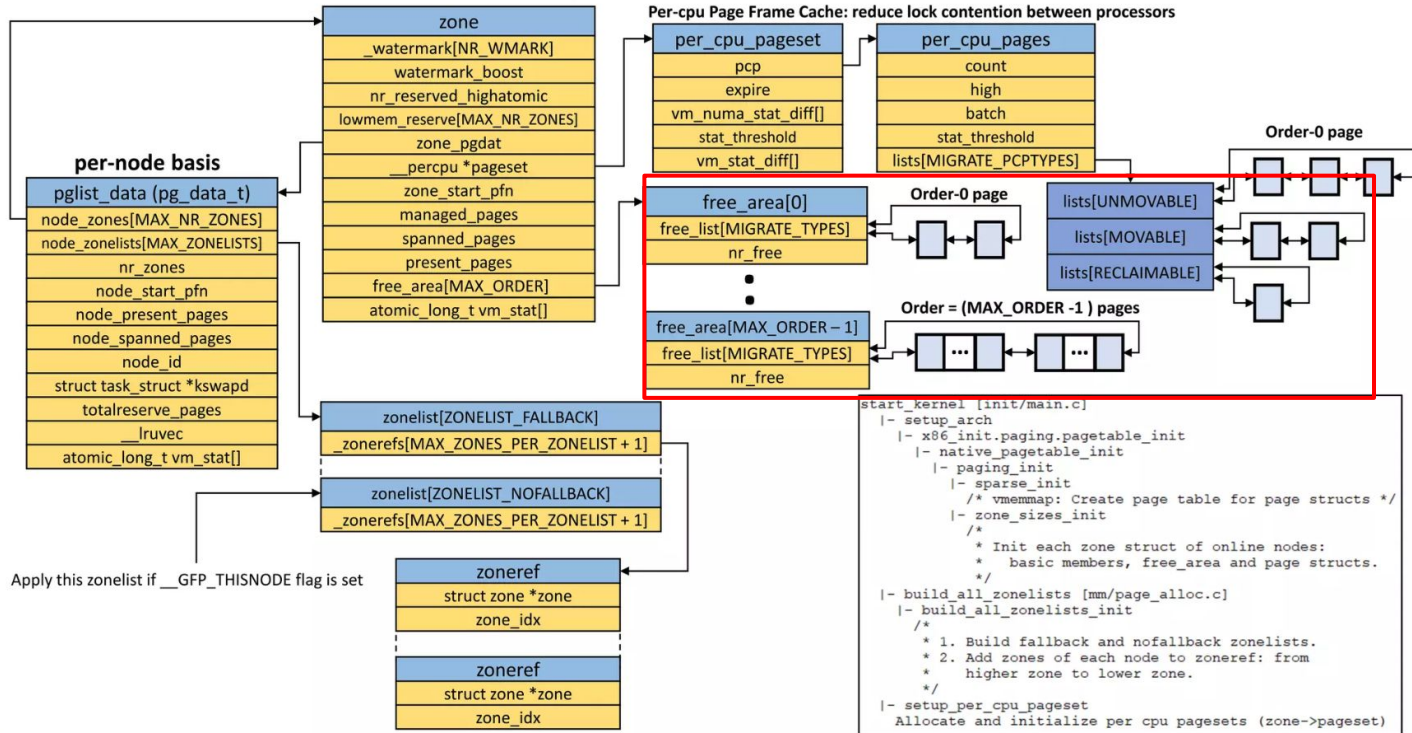 Per-cpu Page Frame Cache: reduce lock contention between processors
zone
_watermark[NR_WMARK]
watermark_boost
nr_reserved_highatomic
lowmem_reserve[MAX_NR_ZONES]
zone_pgdat
__percpu *pageset
zone_start_pfn
managed_pages
spanned_pages
present_pages
free_area[MAX_ORDER]
atomic_long_t vm_stat[]
per_cpu_pageset
pcp
expire
vm_numa_stat_diff[]
stat_threshold
vm_stat_diff[]
per_cpu_pages
count
high
batch
stat_threshold
lists[MIGRATE_PCPTYPES]
Order-0 page
lists[UNMOVABLE]
lists[MOVABLE]
lists[RECLAIMABLE]
per-node basis
pglist_data (pg_data_t)
node_zones[MAX_NR_ZONES]
node_zonelists[MAX_ZONELISTS]
nr_zones
node_start_pfn
node_present_pages
node_spanned_pages
node_id
struct task_struct *kswapd
totalreserve_pages
__lruvec
atomic_long_t vm_stat[]
free_area[0]
free_list[MIGRATE_TYPES]
nr_free
Order-0 page
free_area[MAX_ORDER – 1]
free_list[MIGRATE_TYPES]
nr_free
Order = (MAX_ORDER -1 ) pages
...
...
zonelist[ZONELIST_FALLBACK]
_zonerefs[MAX_ZONES_PER_ZONELIST + 1]
zonelist[ZONELIST_NOFALLBACK]
_zonerefs[MAX_ZONES_PER_ZONELIST + 1]
Apply this zonelist if __GFP_THISNODE flag is set
zoneref
struct zone *zone
zone_idx
zoneref
struct zone *zone
zone_idx
start_kernel [init/main.c]
|- setup_arch
|- x86_init.paging.pagetable_init
|- native_pagetable_init
|- paging_init
|- sparse_init
/* vmemmap: Create page table for page structs */
|- zone_sizes_init
/*
* Init each zone struct of online nodes:
* basic members, free_area and page structs.
*/
|- build_all_zonelists [mm/page_alloc.c]
|- build_all_zonelists_init
/*
* 1. Build fallback and nofallback zonelists.
* 2. Add zones of each node to zoneref: from
* higher zone to lower zone.
*/
|- setup_per_cpu_pageset
Allocate and initialize per cpu pagesets (zone->pageset)